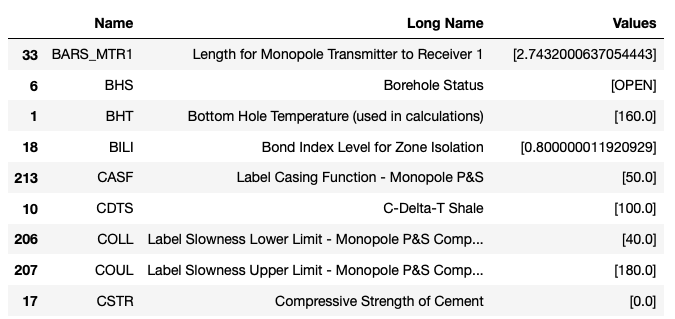 Name Long Name Values
33 BARS_MTR1 Length for Monopole Transmitter to Receiver 1 [2.7432000637054443]
6 BHS Borehole Status [OPEN]
1 BHT Bottom Hole Temperature (used in calculations) [160.0]
18 BILI Bond Index Level for Zone Isolation [0.800000011920929]
213 CASF Label Casing Function - Monopole P&S [50.0]
10 CDTS C-Delta-T Shale [100.0]
206 COLL Label Slowness Lower Limit - Monopole P&S Comp... [40.0]
207 COUL Label Slowness Upper Limit - Monopole P&S Comp... [180.0]
17 CSTR Compressive Strength of Cement [0.0]